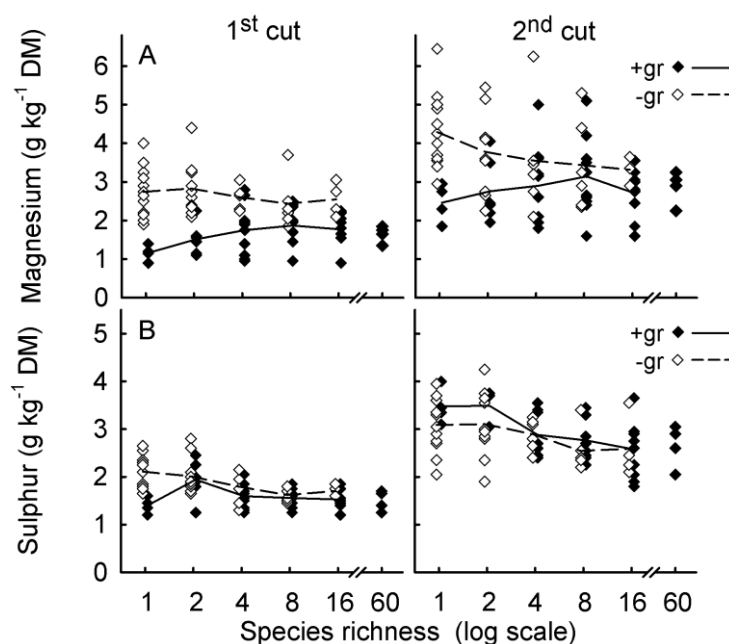 1st cut
2nd cut
A
+gr
-gr
Magnesium (g kg-1 DM)
6
5
4
3
2
1
0
B
+gr
-gr
Sulphur (g kg-1 DM)
5
4
3
2
1
0
1 2 4 8 16 60 1 2 4 8 16 60
Species richness (log scale)